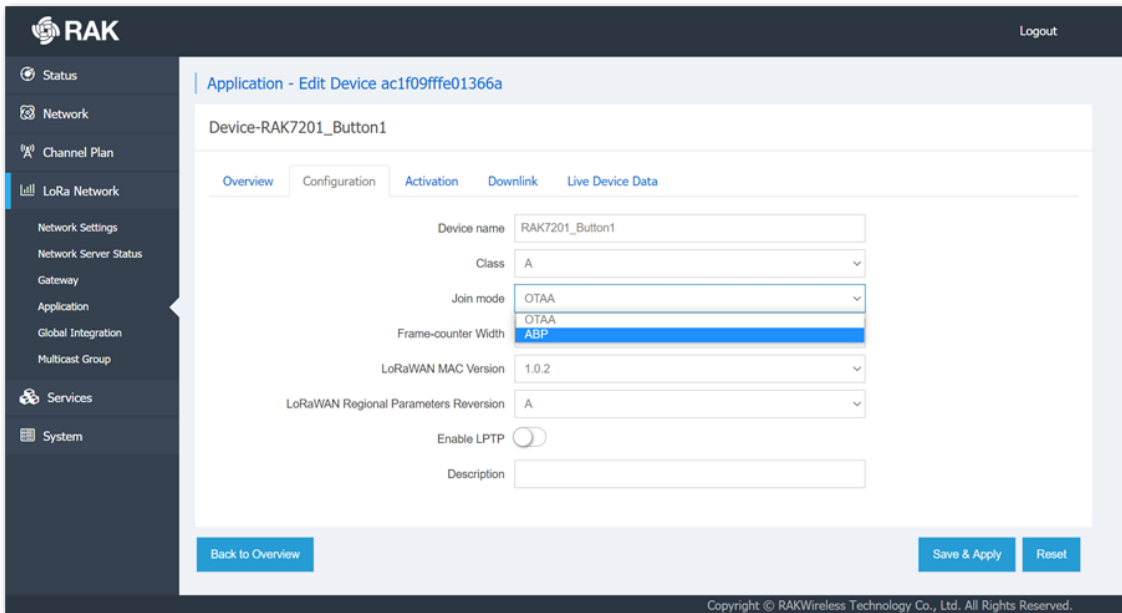 RAK
Logout
Status
Network
Channel Plan
LoRa Network
Network Settings
Network Server Status
Gateway
Application
Global Integration
Multicast Group
Services
System
Application - Edit Device ac1f09fffe01366a
Device-RAK7201_Button1
Overview Configuration Activation Downlink Live Device Data
Device name RAK7201_Button1
Class A
Join mode OTAA
OTAA
Frame-counter Width ABP
LoRaWAN MAC Version 1.0.2
LoRaWAN Regional Parameters Reversion A
Enable LPTP
Description
Back to Overview Save & Apply Reset
Copyright © RAKWireless Technology Co., Ltd. All Rights Reserved.